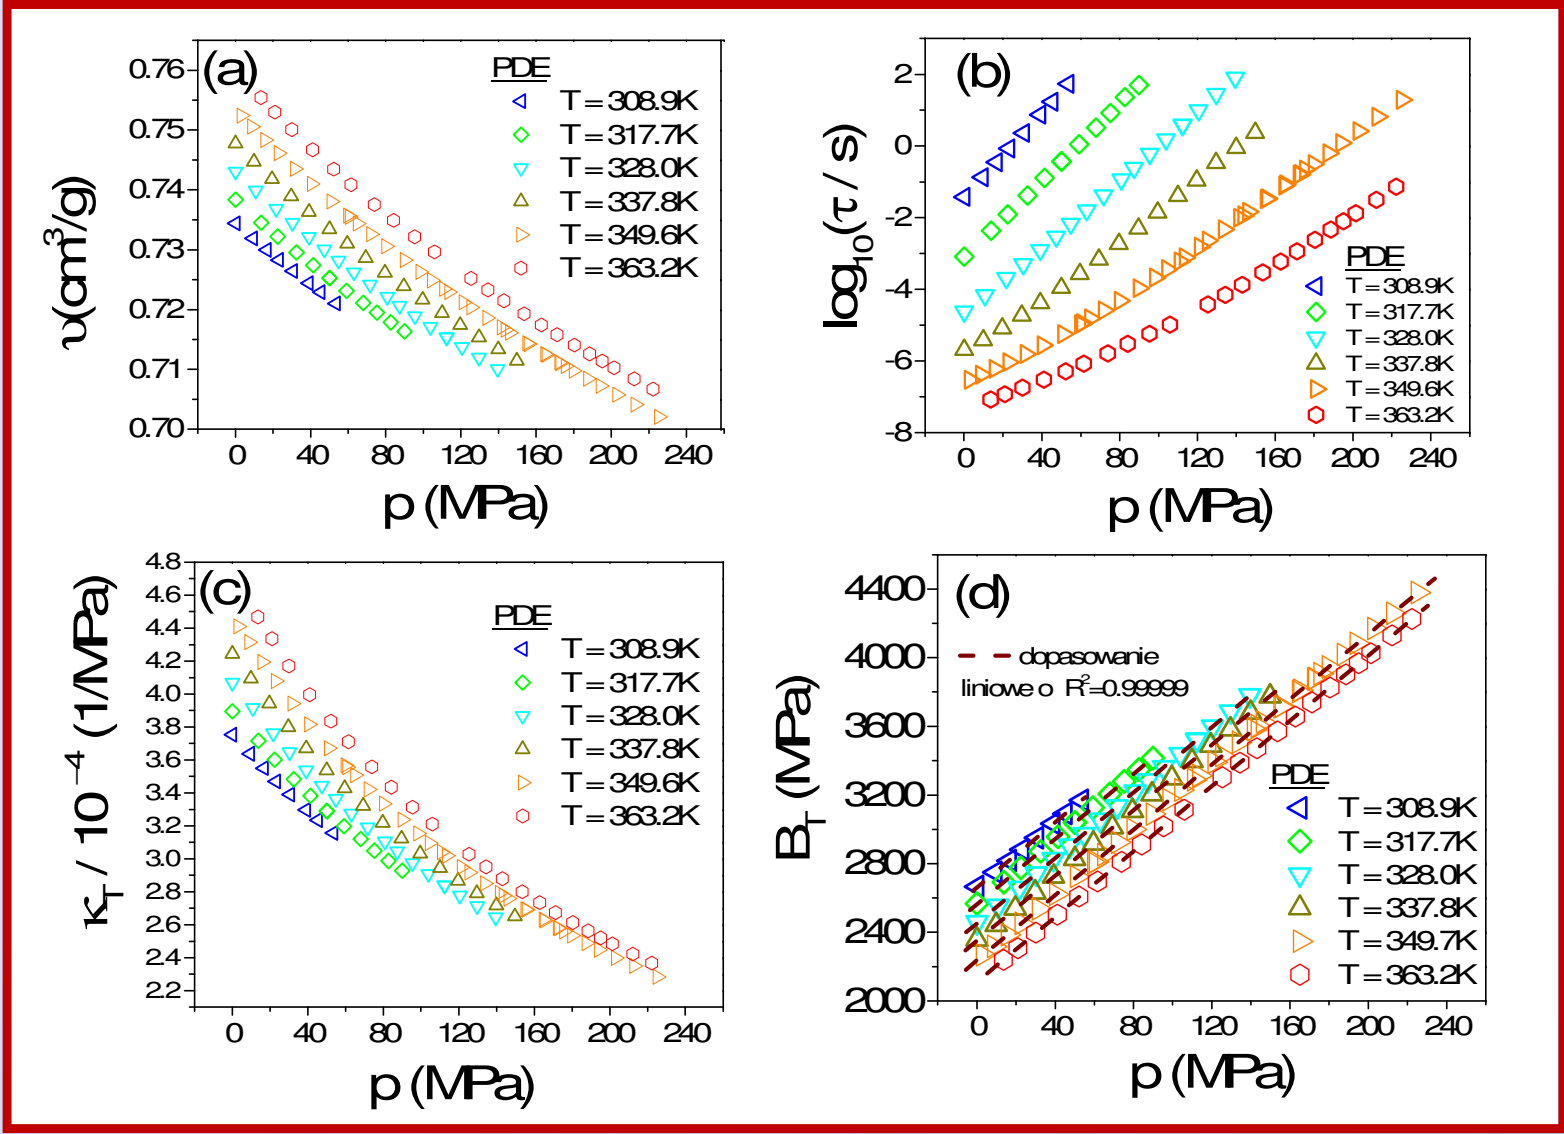 (a)
PDE
T = 308.9K
T = 317.7K
T = 328.0K
T = 337.8K
T = 349.6K
T = 363.2K
0.76
0.75
0.74
0.73
0.72
0.71
0.70
υ(cm³/g)
0 40 80 120 160 200 240
p (MPa)
(b)
PDE
T = 308.9K
T = 317.7K
T = 328.0K
T = 337.8K
T = 349.6K
T = 363.2K
2
0
-2
-4
-6
-8
log₁₀(τ / s)
0 40 80 120 160 200 240
p (MPa)
(c)
PDE
T = 308.9K
T = 317.7K
T = 328.0K
T = 337.8K
T = 349.6K
T = 363.2K
4.8
4.6
4.4
4.2
4.0
3.8
3.6
3.4
3.2
3.0
2.8
2.6
2.4
2.2
κ_T / 10⁻⁴ (1/MPa)
0 40 80 120 160 200 240
p (MPa)
(d)
dopasowanie
liniowe o R²=0.99999
PDE
T = 308.9K
T = 317.7K
T = 328.0K
T = 337.8K
T = 349.7K
T = 363.2K
4400
4000
3600
3200
2800
2400
2000
B_T (MPa)
0 40 80 120 160 200 240
p (MPa)